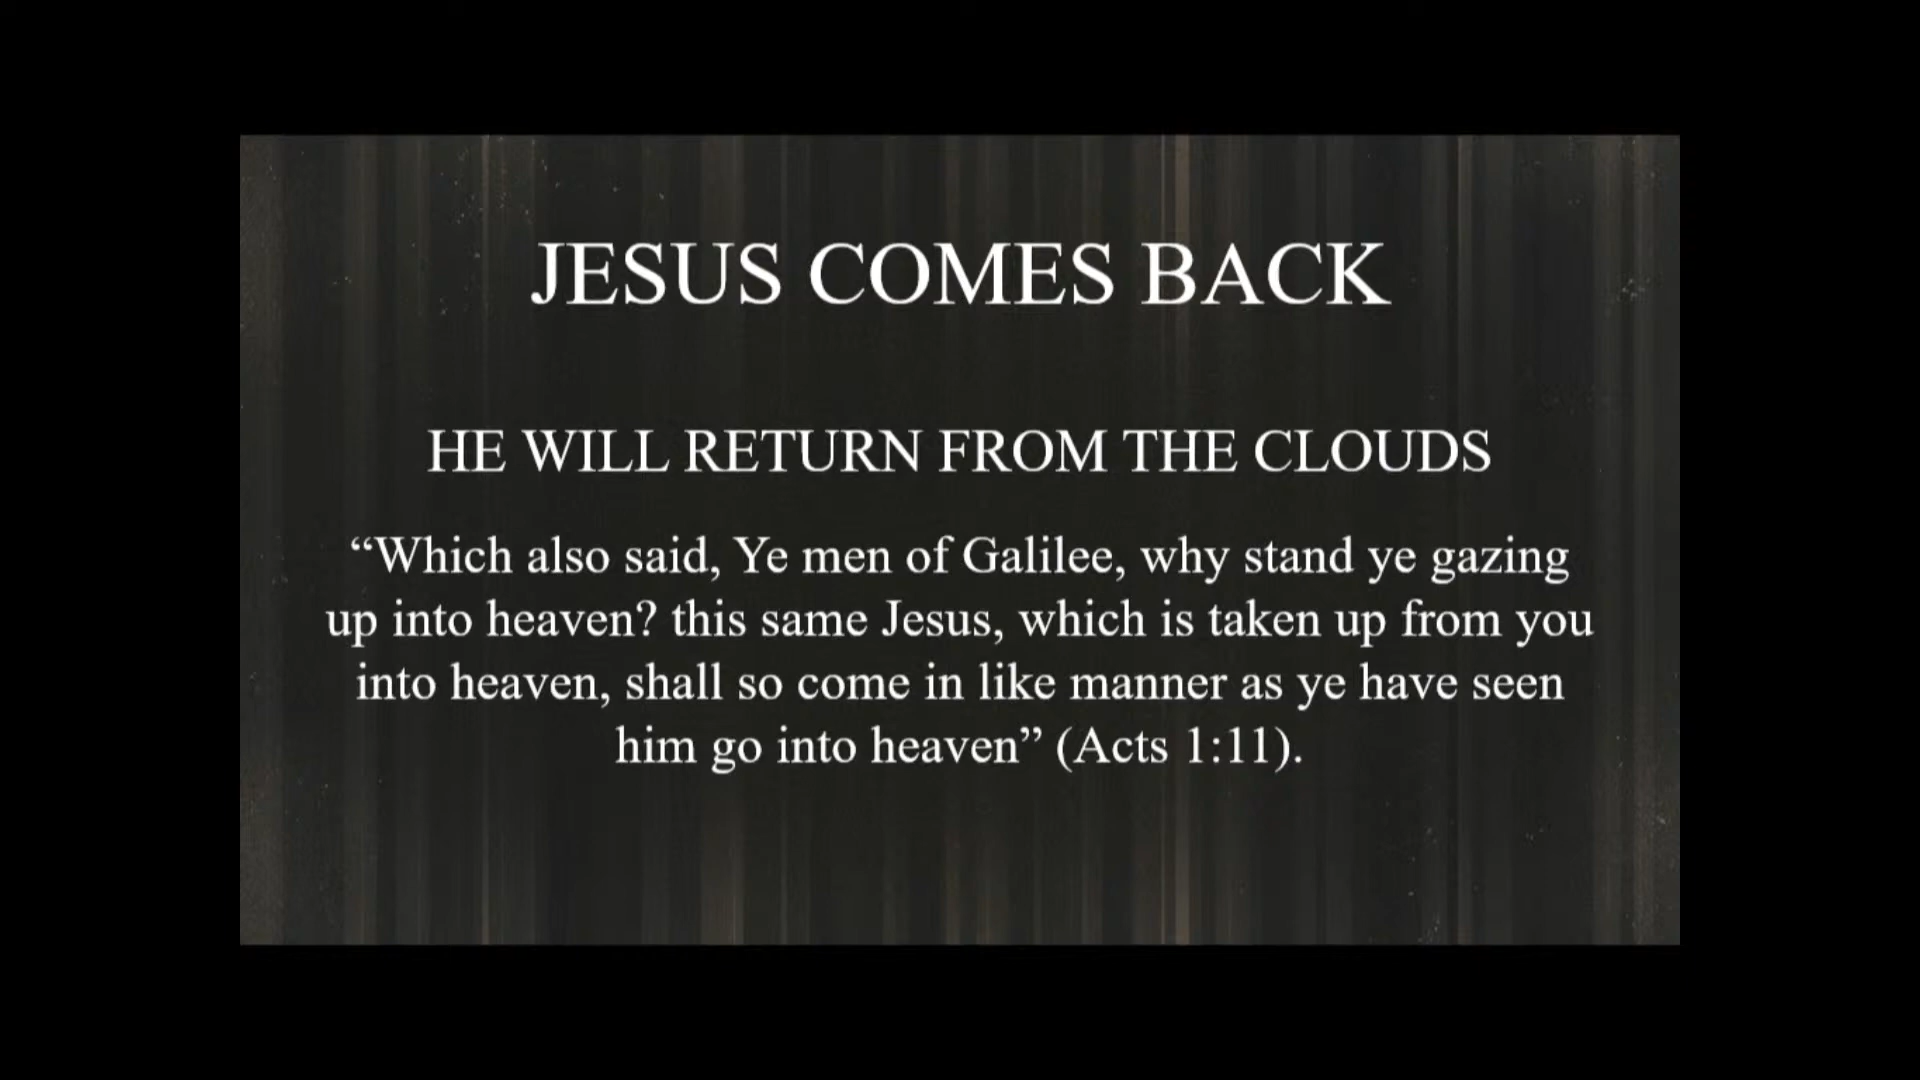 JESUS COMES BACK
HE WILL RETURN FROM THE CLOUDS
“Which also said, Ye men of Galilee, why stand ye gazing
up into heaven? this same Jesus, which is taken up from you
into heaven, shall so come in like manner as ye have seen
him go into heaven” (Acts 1:11).